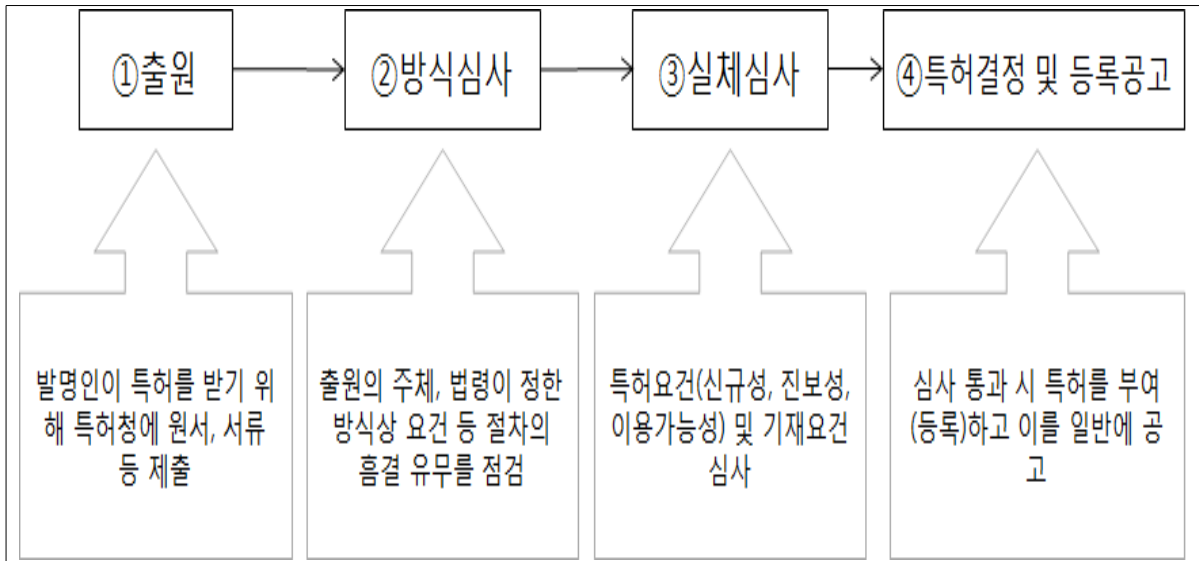 ①출원
②방식심사
③실체심사
④특허결정 및 등록공고
발명인이 특허를 받기 위
해 특허청에 원서, 서류
등 제출
출원의 주체, 법령이 정한
방식상 요건 등 절차의
흠결 유무를 점검
특허요건(신규성, 진보성,
이용가능성) 및 기재요건
심사
심사 통과 시 특허를 부여
(등록)하고 이를 일반에 공
고